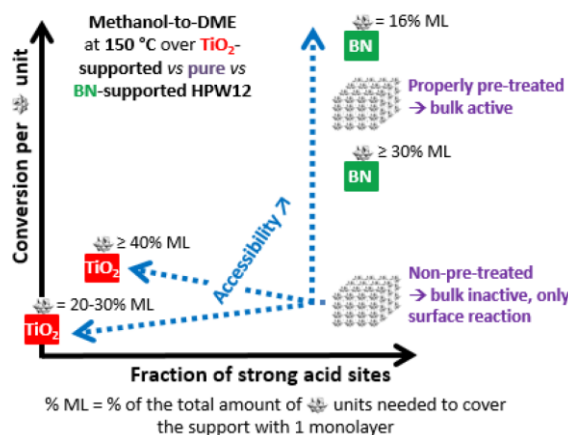 Methanol-to-DME
at 150 °C over TiO₂-
supported vs pure vs
BN-supported HPW12
= 16% ML
BN
Properly pre-treated
→ bulk active
≥ 30% ML
BN
Conversion per unit
Accessibility ↗
≥ 40% ML
TiO₂
= 20-30% ML
TiO₂
Non-pre-treated
→ bulk inactive, only
surface reaction
Fraction of strong acid sites
% ML = % of the total amount of units needed to cover
the support with 1 monolayer